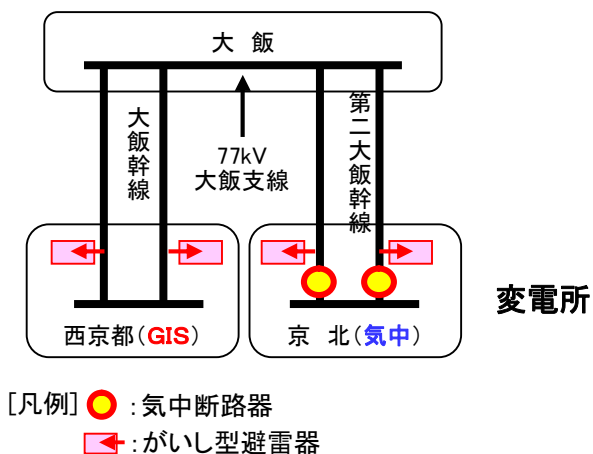 大 飯
大飯幹線
第二大飯幹線
77kV
大飯支線
西京都(GIS)
京 北(気中)
変電所
[凡例] :気中断路器
:がいし型避雷器